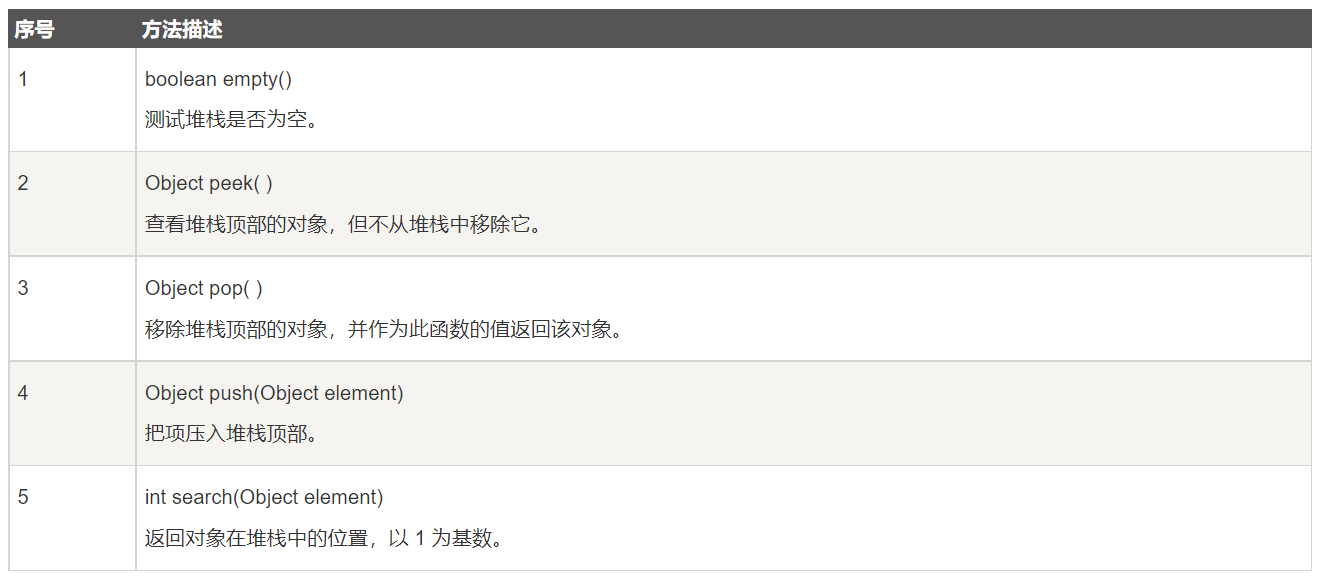 序号 方法描述
1 boolean empty()
测试堆栈是否为空。
2 Object peek( )
查看堆栈顶部的对象，但不从堆栈中移除它。
3 Object pop( )
移除堆栈顶部的对象，并作为此函数的值返回该对象。
4 Object push(Object element)
把项压入堆栈顶部。
5 int search(Object element)
返回对象在堆栈中的位置，以 1 为基数。